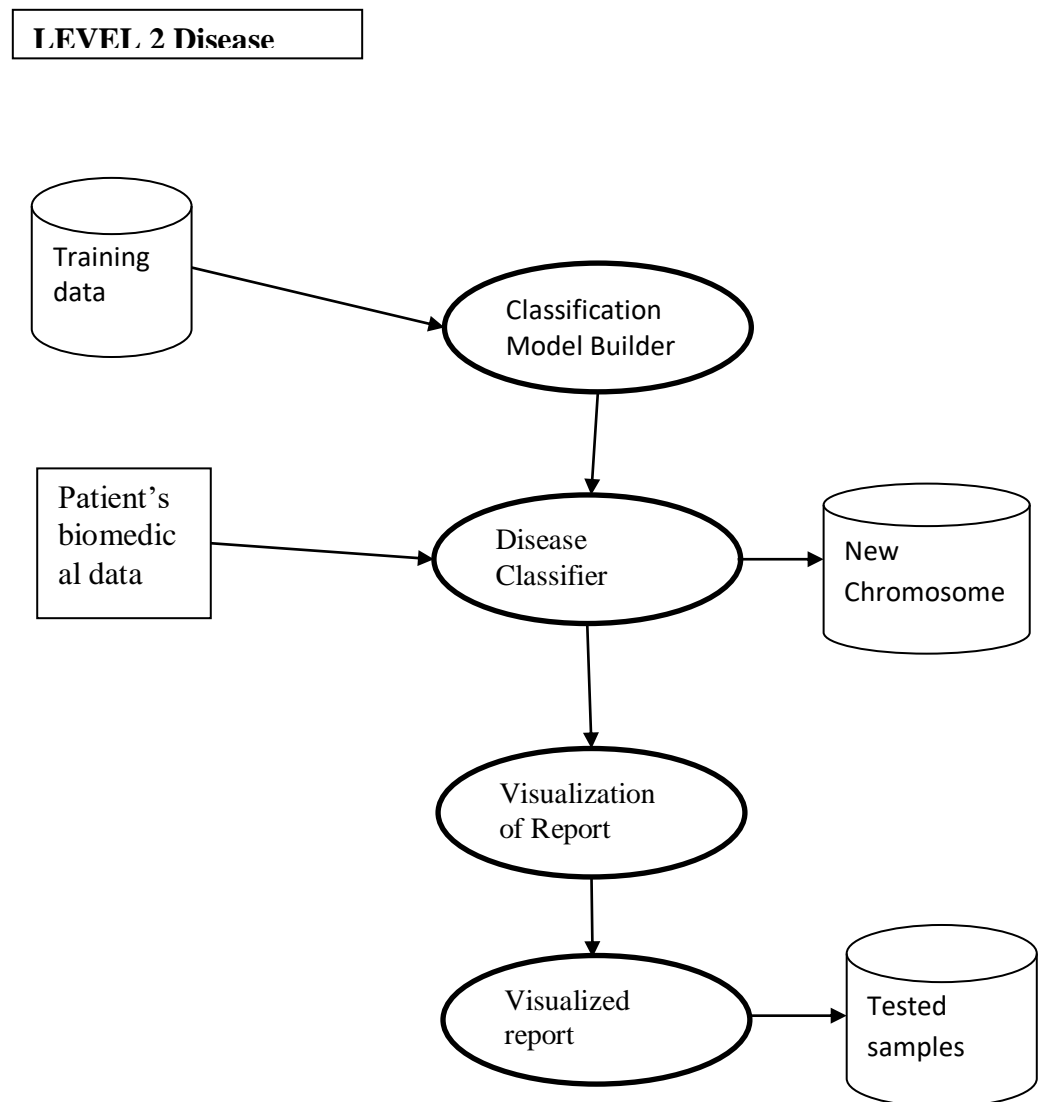 LEVEL 2 Disease
Training
data
Classification
Model Builder
Patient’s
biomedic
al data
Disease
Classifier
New
Chromosome
Visualization
of Report
Visualized
report
Tested
samples